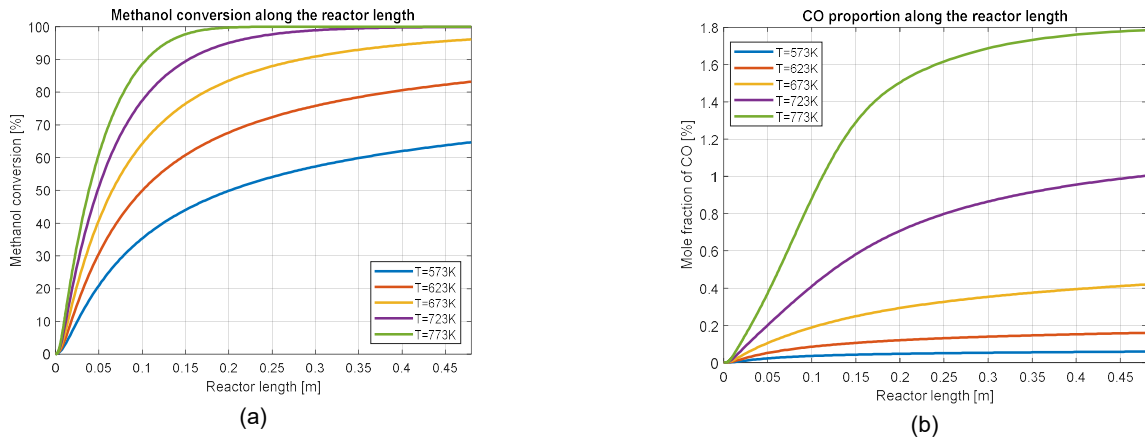 Methanol conversion along the reactor length
100
90
80
70
60
50
40
30
20
10
0
Methanol conversion [%]
0 0.05 0.1 0.15 0.2 0.25 0.3 0.35 0.4 0.45
Reactor length [m]
T=573K
T=623K
T=673K
T=723K
T=773K
(a)
CO proportion along the reactor length
1.8
1.6
1.4
1.2
1
0.8
0.6
0.4
0.2
0
Mole fraction of CO [%]
0 0.05 0.1 0.15 0.2 0.25 0.3 0.35 0.4 0.45
Reactor length [m]
T=573K
T=623K
T=673K
T=723K
T=773K
(b)